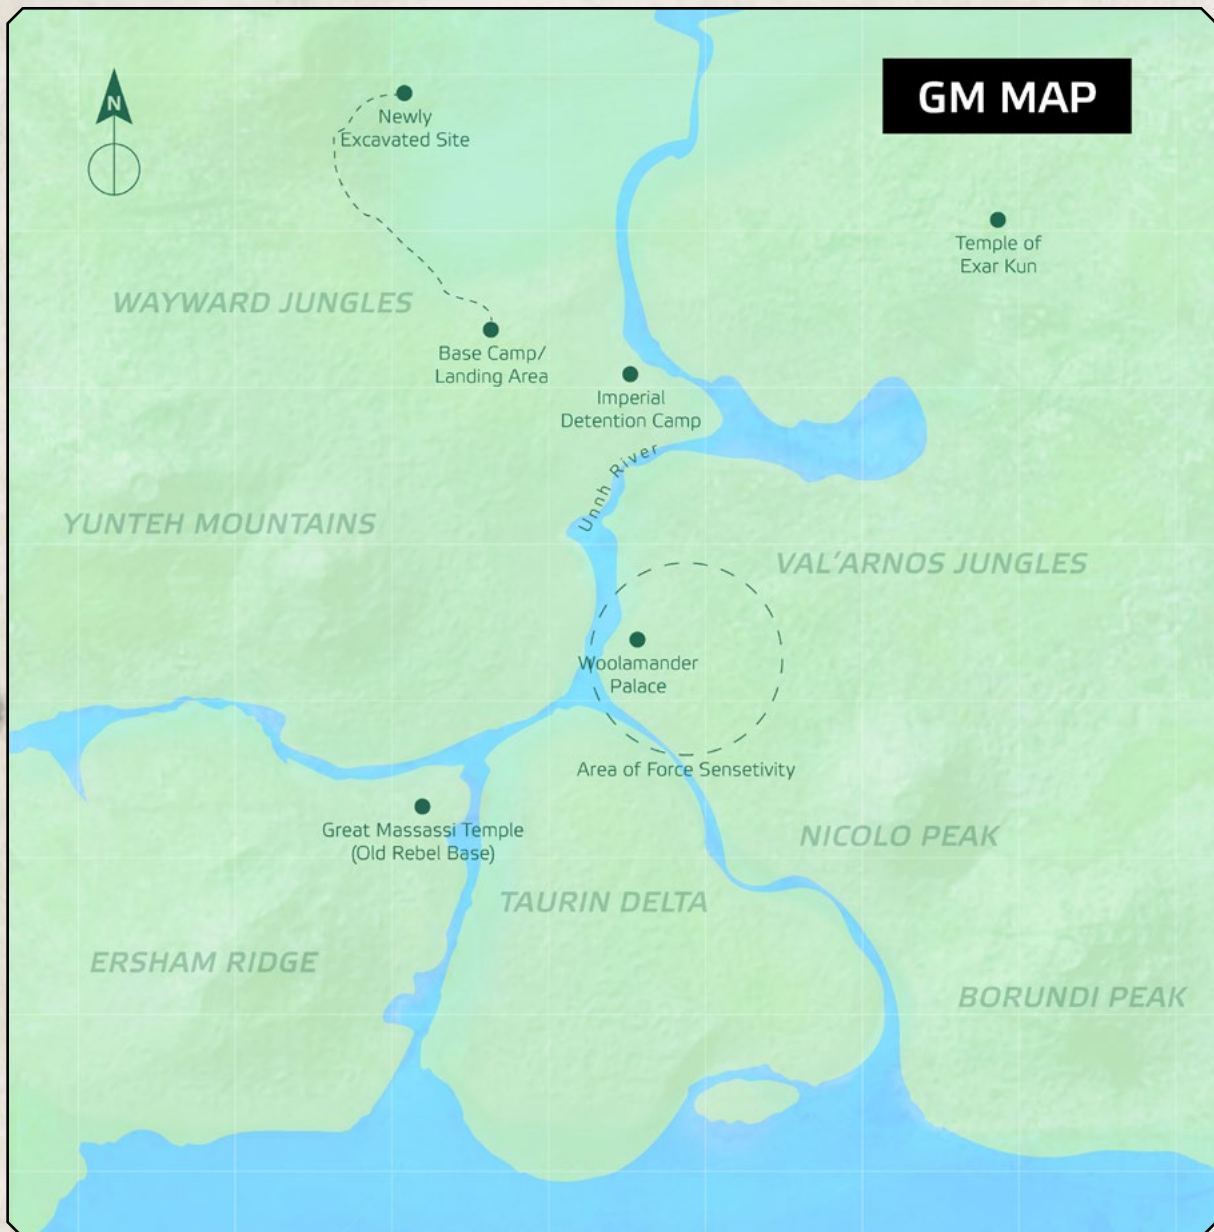 N
GM MAP
Newly
Excavated Site
Temple of
Exar Kun
WAYWARD JUNGLES
Base Camp/
Landing Area
Imperial
Detention Camp
Unnh River
YUNTEH MOUNTAINS
VAL'ARNOS JUNGLES
Woolamander
Palace
Area of Force Sensetivity
Great Massassi Temple
(Old Rebel Base)
NICOLO PEAK
TAURIN DELTA
ERSHAM RIDGE
BORUNDI PEAK